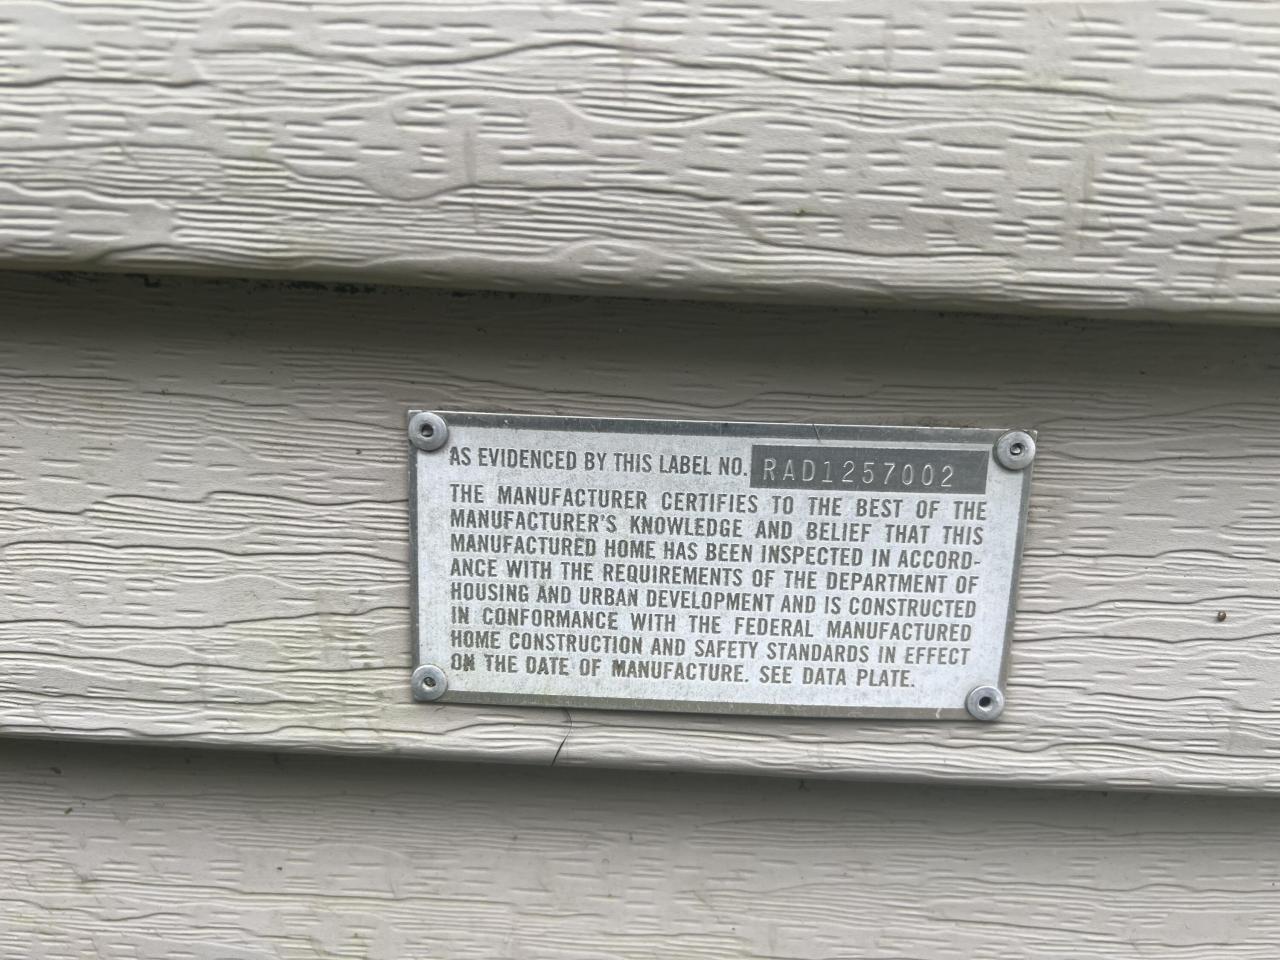 AS EVIDENCED BY THIS LABEL NO. RAD1257002
THE MANUFACTURER CERTIFIES TO THE BEST OF THE
MANUFACTURER'S KNOWLEDGE AND BELIEF THAT THIS
MANUFACTURED HOME HAS BEEN INSPECTED IN ACCORD-
ANCE WITH THE REQUIREMENTS OF THE DEPARTMENT OF
HOUSING AND URBAN DEVELOPMENT AND IS CONSTRUCTED
IN CONFORMANCE WITH THE FEDERAL MANUFACTURED
HOME CONSTRUCTION AND SAFETY STANDARDS IN EFFECT
ON THE DATE OF MANUFACTURE. SEE DATA PLATE.